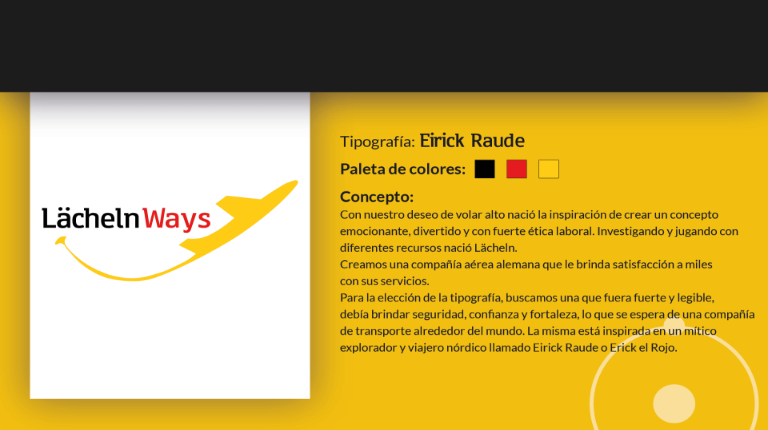 LächelnWays
Tipografía: Eirick Raude
Paleta de colores:
Concepto:
Con nuestro deseo de volar alto nació la inspiración de crear un concepto
emocionante, divertido y con fuerte ética laboral. Investigando y jugando con
diferentes recursos nació Lächeln.
Creamos una compañía aérea alemana que le brinda satisfacción a miles
con sus servicios.
Para la elección de la tipografía, buscamos una que fuera fuerte y legible,
debía brindar seguridad, confianza y fortaleza, lo que se espera de una compañía
de transporte alrededor del mundo. La misma está inspirada en un mítico
explorador y viajero nórdico llamado Eirick Raude o Erick el Rojo.